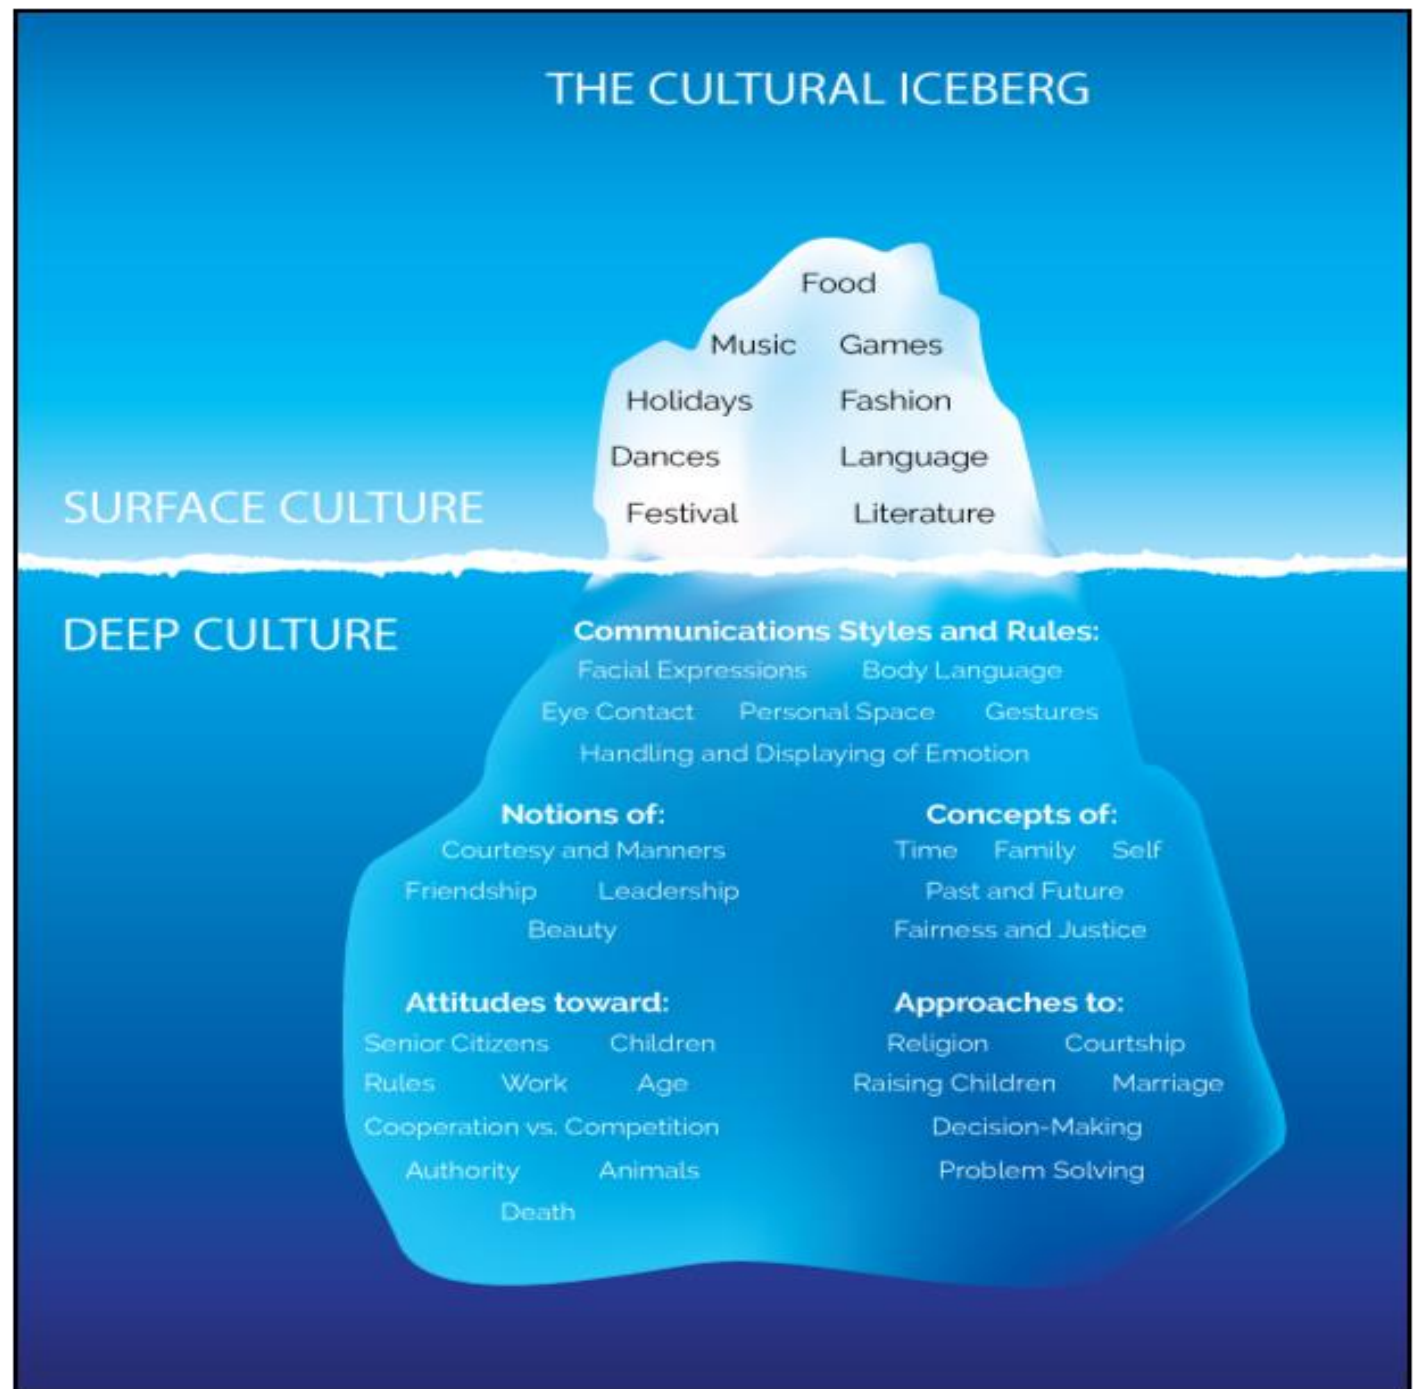 THE CULTURAL ICEBERG
Food
Music Games
Holidays Fashion
Dances Language
SURFACE CULTURE
Festival Literature
DEEP CULTURE
Communications Styles and Rules:
Facial Expressions Body Language
Eye Contact Personal Space Gestures
Handling and Displaying of Emotion
Notions of:
Courtesy and Manners
Friendship Leadership
Beauty
Concepts of:
Time Family Self
Past and Future
Fairness and Justice
Attitudes toward:
Senior Citizens Children
Rules Work Age
Cooperation vs. Competition
Authority Animals
Death
Approaches to:
Religion Courtship
Raising Children Marriage
Decision-Making
Problem Solving